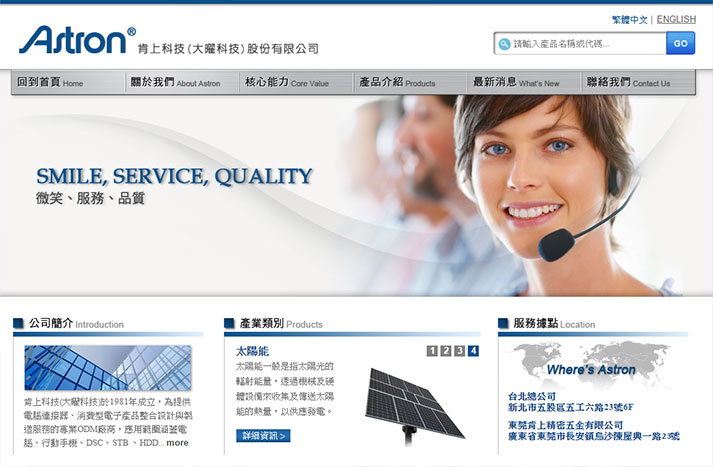 繁體中文 | ENGLISH
Astron® 肯上科技(大曜科技)股份有限公司
請輸入產品名稱或代碼... GO
回到首頁 Home 關於我們 About Astron 核心能力 Core Value 產品介紹 Products 最新消息 What's New 聯絡我們 Contact Us
SMILE, SERVICE, QUALITY
微笑、服務、品質
公司簡介 Introduction
肯上科技(大曜科技)於1981年成立，為提供
電腦連接器、消費型電子產品整合設計與製
造服務的專業ODM廠商，應用範圍涵蓋電
腦、行動手機、DSC、STB 、HDD... more
產業類別 Products
太陽能 1 2 3 4
太陽能一般是指太陽光的
輻射能量，透過機械及硬
體設備來收集及傳送太陽
能的熱量，以供應發電。
詳細資訊 >
服務據點 Location
Where's Astron
台北總公司
新北市五股區五工六路23號6F
東莞肯上精密五金有限公司
廣東省東莞市長安鎮烏沙陳屋興一路23號